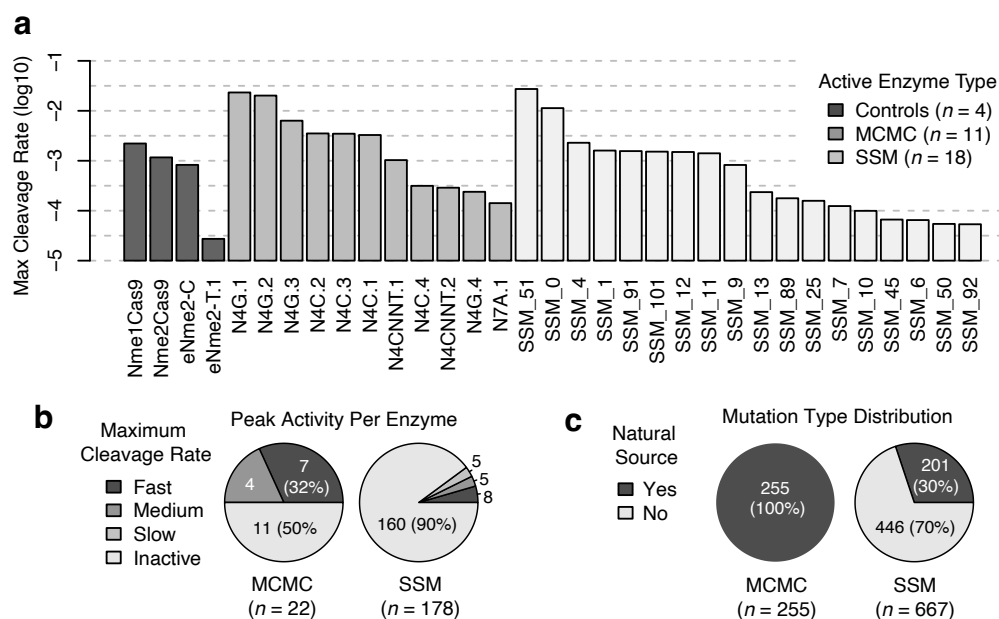 a
Max Cleavage Rate (log10)
-1
-2
-3
-4
-5
Active Enzyme Type
Controls (n = 4)
MCMC (n = 11)
SSM (n = 18)
Nme1Cas9
Nme2Cas9
eNme2-C
eNme2-T.1
N4G.1
N4G.2
N4G.3
N4C.2
N4C.3
N4C.1
N4CNNT.1
N4C.4
N4CNNT.2
N4G.4
N7A.1
SSM_51
SSM_0
SSM_4
SSM_1
SSM_91
SSM_101
SSM_12
SSM_11
SSM_9
SSM_13
SSM_89
SSM_25
SSM_7
SSM_10
SSM_45
SSM_6
SSM_50
SSM_92
b
Peak Activity Per Enzyme
Maximum
Cleavage Rate
Fast
Medium
Slow
Inactive
7
(32%)
4
11 (50%
MCMC
(n = 22)
5
5
8
160 (90%)
SSM
(n = 178)
c
Mutation Type Distribution
Natural
Source
Yes
No
255
(100%)
MCMC
(n = 255)
201
(30%)
446 (70%)
SSM
(n = 667)